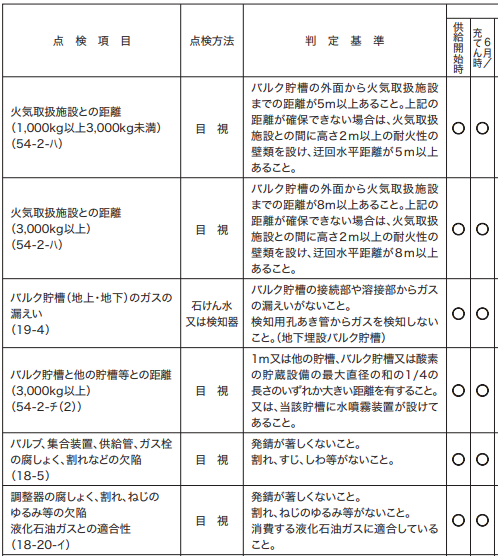 点 検 項 目
点検方法
判 定 基 準
供給開始時
充てん時
6月／
火気取扱施設との距離
（1,000kg以上3,000kg未満）
（54-2-ハ）
目 視
バルク貯槽の外面から火気取扱施設
までの距離が5m以上あること。上記の
距離が確保できない場合は、火気取扱
施設との間に高さ2m以上の耐火性の
壁類を設け、迂回水平距離が5m以上
あること。
○ ○
火気取扱施設との距離
（3,000kg以上）
（54-2-ハ）
目 視
バルク貯槽の外面から火気取扱施設
までの距離が8m以上あること。上記の
距離が確保できない場合は、火気取扱
施設との間に高さ2m以上の耐火性の
壁類を設け、迂回水平距離が8m以上
あること。
○ ○
バルク貯槽（地上・地下）のガスの
漏えい
（19-4）
石けん水
又は検知器
バルク貯槽の接続部や溶接部からガス
の漏えいがないこと。
検知用孔あき管からガスを検知しない
こと。（地下埋設バルク貯槽）
○ ○
バルク貯槽と他の貯槽等との距離
（3,000kg以上）
（54-2-チ（2））
目 視
1m又は他の貯槽、バルク貯槽又は酸素
の貯蔵設備の最大直径の和の1/4の
長さのいずれか大きい距離を有すること。
又は、当該貯槽に水噴霧装置が設けて
あること。
○ ○
バルブ、集合装置、供給管、ガス栓
の腐しょく、割れなどの欠陥
（18-5）
目 視
発錆が著しくないこと。
割れ、すじ、しわ等がないこと。
○ ○
調整器の腐しょく、割れ、ねじの
ゆるみ等の欠陥
液化石油ガスとの適合性
（18-20-イ）
目 視
発錆が著しくないこと。
割れ、ねじのゆるみ等がないこと。
消費する液化石油ガスに適合している
こと。
○ ○